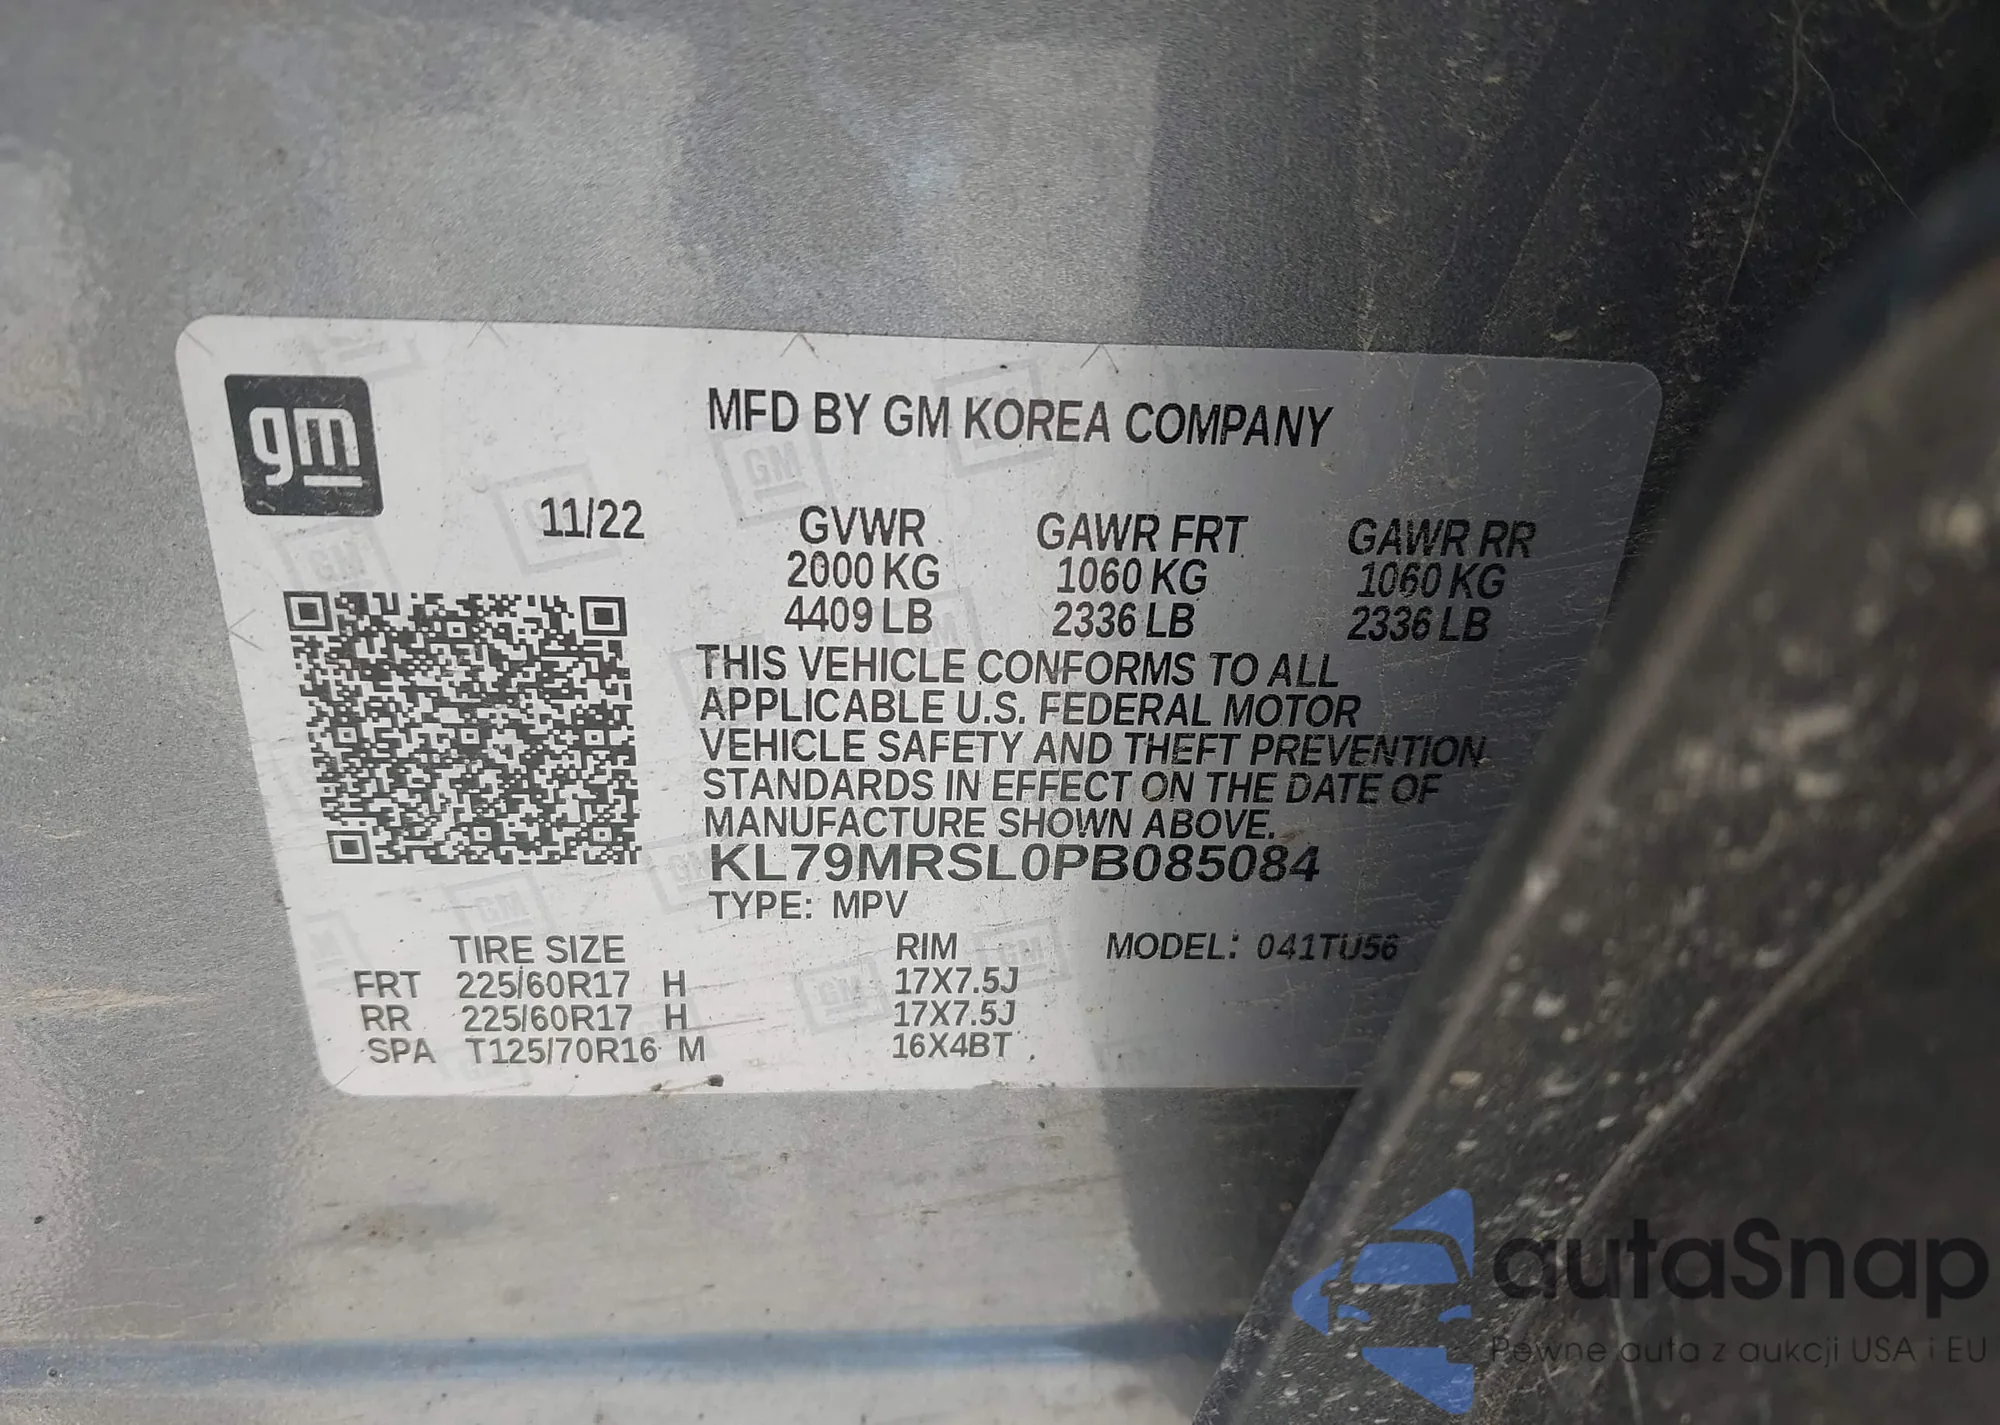 gm
MFD BY GM KOREA COMPANY
11/22
GVWR GAWR FRT GAWR RR
2000 KG 1060 KG 1060 KG
4409 LB 2336 LB 2336 LB
THIS VEHICLE CONFORMS TO ALL
APPLICABLE U.S. FEDERAL MOTOR
VEHICLE SAFETY AND THEFT PREVENTION
STANDARDS IN EFFECT ON THE DATE OF
MANUFACTURE SHOWN ABOVE.
KL79MRSL0PB085084
TYPE: MPV
TIRE SIZE RIM MODEL: 041TU56
FRT 225/60R17 H 17X7.5J
RR 225/60R17 H 17X7.5J
SPA T125/70R16 M 16X4BT
autaSnap
Pewne auta z aukcji USA i EU